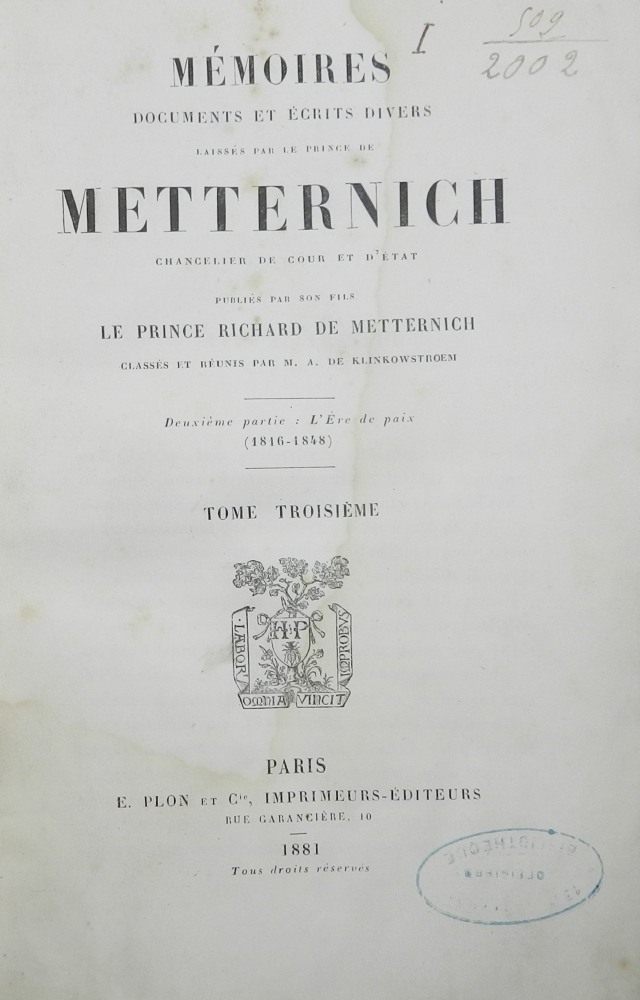 I
509
2002
MÉMOIRES
DOCUMENTS ET ÉCRITS DIVERS
LAISSÉS PAR LE PRINCE DE
METTERNICH
CHANCELIER DE COUR ET D'ÉTAT
PUBLIÉS PAR SON FILS
LE PRINCE RICHARD DE METTERNICH
CLASSÉS ET RÉUNIS PAR M. A. DE KLINKOWSTROEM
Deuxième partie : L'Ère de paix
(1816-1848)
TOME TROISIÈME
LABOR
H P
IMPROBVS
OMNIA VINCIT
PARIS
E. PLON ET Cie, IMPRIMEURS-ÉDITEURS
RUE GARANCIÈRE, 10
1881
Tous droits réservés
BIBLIOTHÈQUE